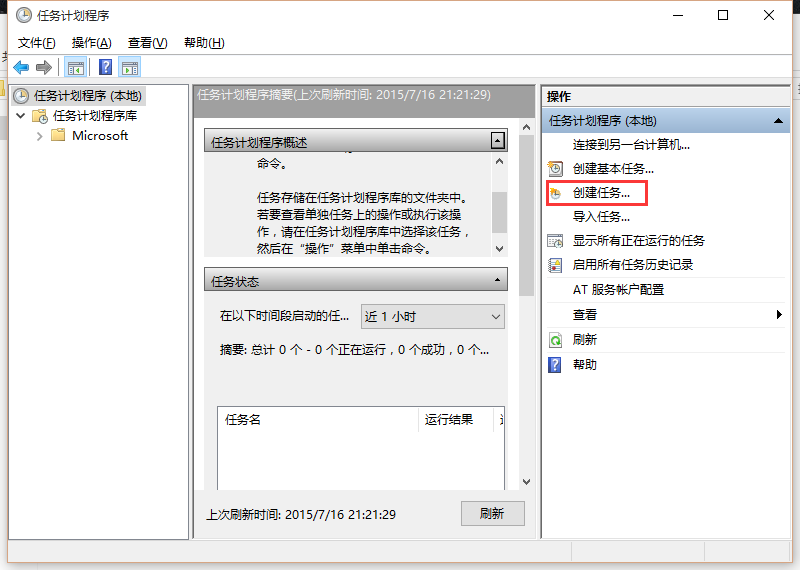 任务计划程序
文件(F) 操作(A) 查看(V) 帮助(H)
任务计划程序 (本地)
任务计划程序库
Microsoft
任务计划程序摘要(上次刷新时间: 2015/7/16 21:21:29)
任务计划程序概述
命令。
任务存储在任务计划程序库的文件夹中。
若要查看单独任务上的操作或执行该操
作，请在任务计划程序库中选择该任务，
然后在“操作”菜单中单击命令。
任务状态
在以下时间段启动的任... 近 1 小时
摘要: 总计 0 个 - 0 个正在运行，0 个成功，0 个...
任务名 运行结果
上次刷新时间: 2015/7/16 21:21:29 刷新
操作
任务计划程序 (本地)
连接到另一台计算机...
创建基本任务...
创建任务...
导入任务...
显示所有正在运行的任务
启用所有任务历史记录
AT 服务帐户配置
查看
刷新
帮助